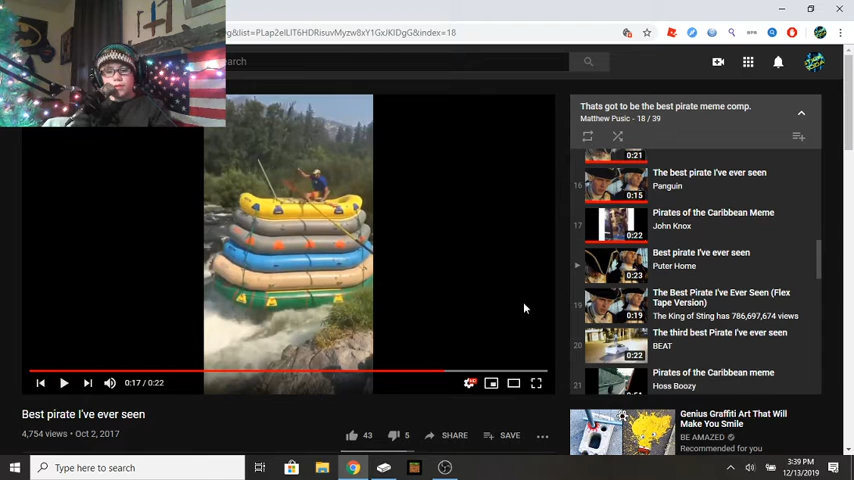 g&list=PLap2elLIT6HDRisuvMyzw8xY1GxJKIDgG&index=18
earch
Thats got to be the best pirate meme comp.
Matthew Pusic - 18 / 39
0:21
16
The best pirate I've ever seen
Panguin
0:15
17
Pirates of the Caribbean Meme
John Knox
0:22
Best pirate I've ever seen
Puter Home
0:23
19
The Best Pirate I've Ever Seen (Flex
Tape Version)
The King of Sting has 786,697,674 views
0:19
20
The third best Pirate I've ever seen
BEAT
0:22
21
Pirates of the Caribbean meme
Hoss Boozy
0:17 / 0:22
HD
Best pirate I've ever seen
4,754 views • Oct 2, 2017
43
5
SHARE
SAVE
Genius Graffiti Art That Will
Make You Smile
BE AMAZED
Recommended for you
Type here to search
3:39 PM
12/13/2019